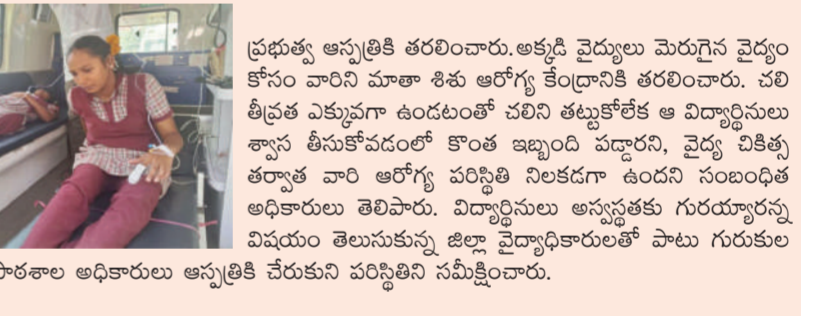 ప్రభుత్వ ఆస్పత్రికి తరలించారు.అక్కడి వైద్యులు మెరుగైన వైద్యం
కోసం వారిని మాతా శిశు ఆరోగ్య కేంద్రానికి తరలించారు. చలి
తీవ్రత ఎక్కువగా ఉండటంతో చలిని తట్టుకోలేక ఆ విద్యార్థినులు
శ్వాస తీసుకోవడంలో కొంత ఇబ్బంది పడ్డారని, వైద్య చికిత్స
తర్వాత వారి ఆరోగ్య పరిస్థితి నిలకడగా ఉందని సంబంధిత
అధికారులు తెలిపారు. విద్యార్థినులు అస్వస్థతకు గురయ్యారన్న
విషయం తెలుసుకున్న జిల్లా వైద్యాధికారులతో పాటు గురుకుల
పాఠశాల అధికారులు ఆస్పత్రికి చేరుకుని పరిస్థితిని సమీక్షించారు.